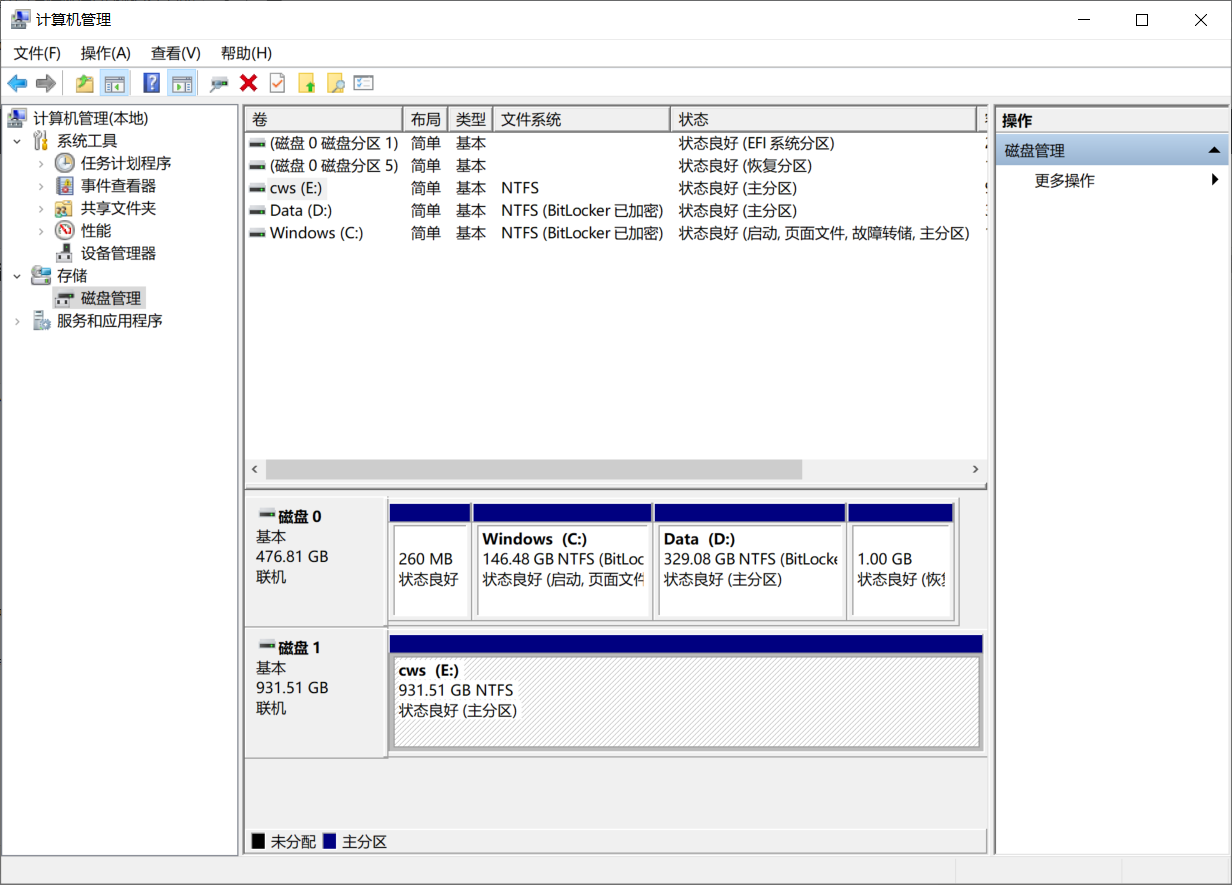 计算机管理
文件(F) 操作(A) 查看(V) 帮助(H)
计算机管理(本地)
系统工具
任务计划程序
事件查看器
共享文件夹
性能
设备管理器
存储
磁盘管理
服务和应用程序
卷 布局 类型 文件系统 状态
(磁盘 0 磁盘分区 1) 简单 基本 状态良好 (EFI 系统分区)
(磁盘 0 磁盘分区 5) 简单 基本 状态良好 (恢复分区)
cws (E:) 简单 基本 NTFS 状态良好 (主分区)
Data (D:) 简单 基本 NTFS (BitLocker 已加密) 状态良好 (主分区)
Windows (C:) 简单 基本 NTFS (BitLocker 已加密) 状态良好 (启动, 页面文件, 故障转储, 主分区)
磁盘 0
基本
476.81 GB
联机
260 MB
状态良好
Windows (C:)
146.48 GB NTFS (BitLoc
状态良好 (启动, 页面文件
Data (D:)
329.08 GB NTFS (BitLocke
状态良好 (主分区)
1.00 GB
状态良好 (恢
磁盘 1
基本
931.51 GB
联机
cws (E:)
931.51 GB NTFS
状态良好 (主分区)
未分配 主分区
操作
磁盘管理
更多操作